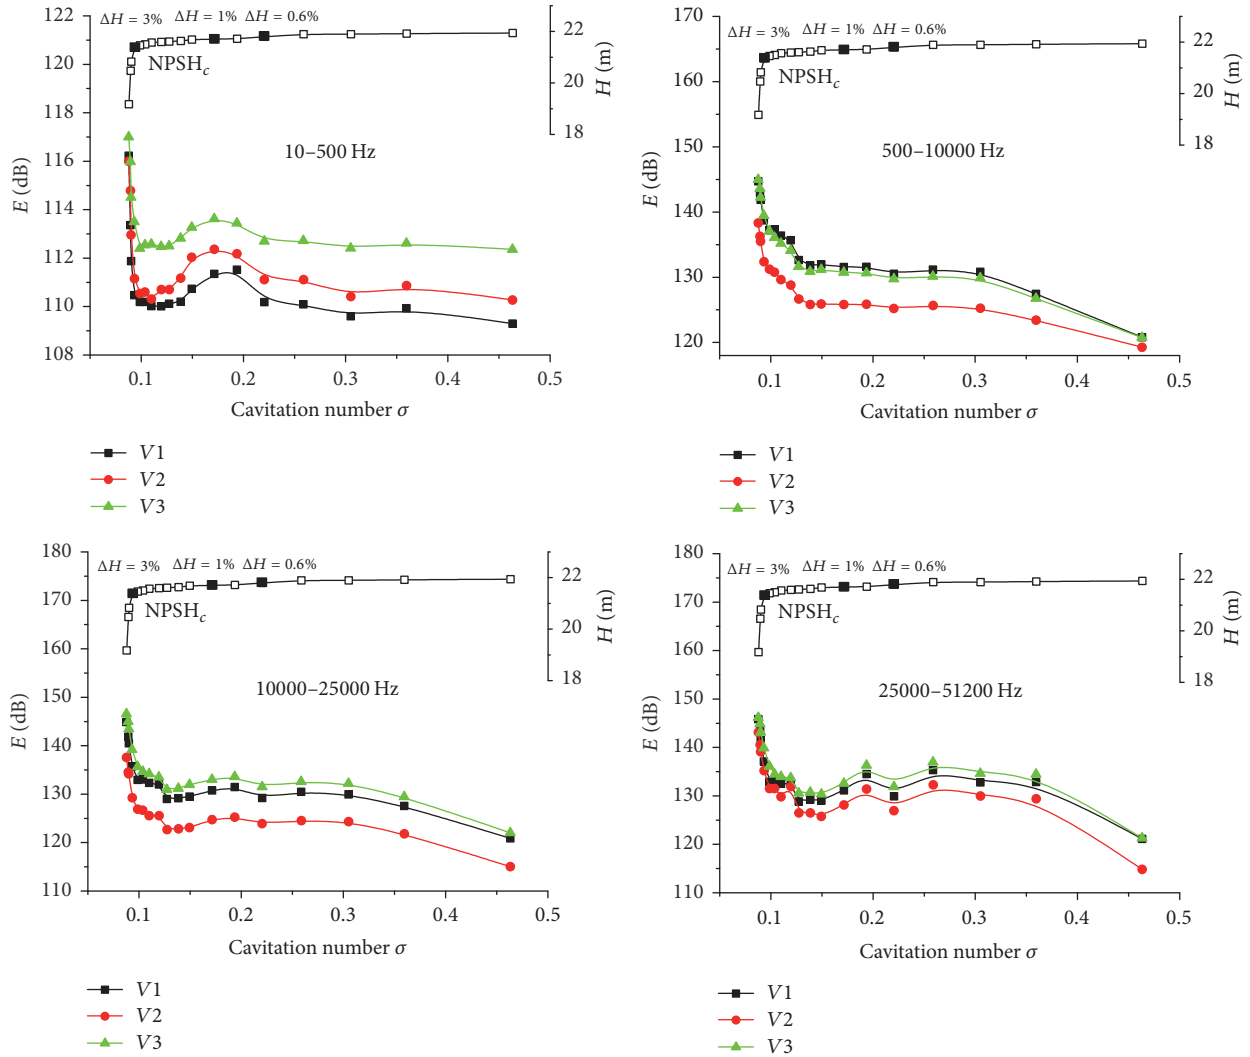 ΔH = 3% ΔH = 1% ΔH = 0.6%
NPSHc
10–500 Hz
E (dB)
121
120
118
116
114
112
110
108
H (m)
22
20
18
0.1 0.2 0.3 0.4 0.5
Cavitation number σ
V1
V2
V3
ΔH = 3% ΔH = 1% ΔH = 0.6%
NPSHc
500–10000 Hz
E (dB)
170
160
140
130
120
H (m)
22
20
18
0.1 0.2 0.3 0.4 0.5
Cavitation number σ
V1
V2
V3
ΔH = 3% ΔH = 1% ΔH = 0.6%
NPSHc
10000–25000 Hz
E (dB)
180
170
160
150
140
130
120
110
H (m)
22
20
18
0.1 0.2 0.3 0.4 0.5
Cavitation number σ
V1
V2
V3
ΔH = 3% ΔH = 1% ΔH = 0.6%
NPSHc
25000–51200 Hz
E (dB)
180
170
160
150
140
130
120
110
H (m)
22
20
18
0.1 0.2 0.3 0.4 0.5
Cavitation number σ
V1
V2
V3